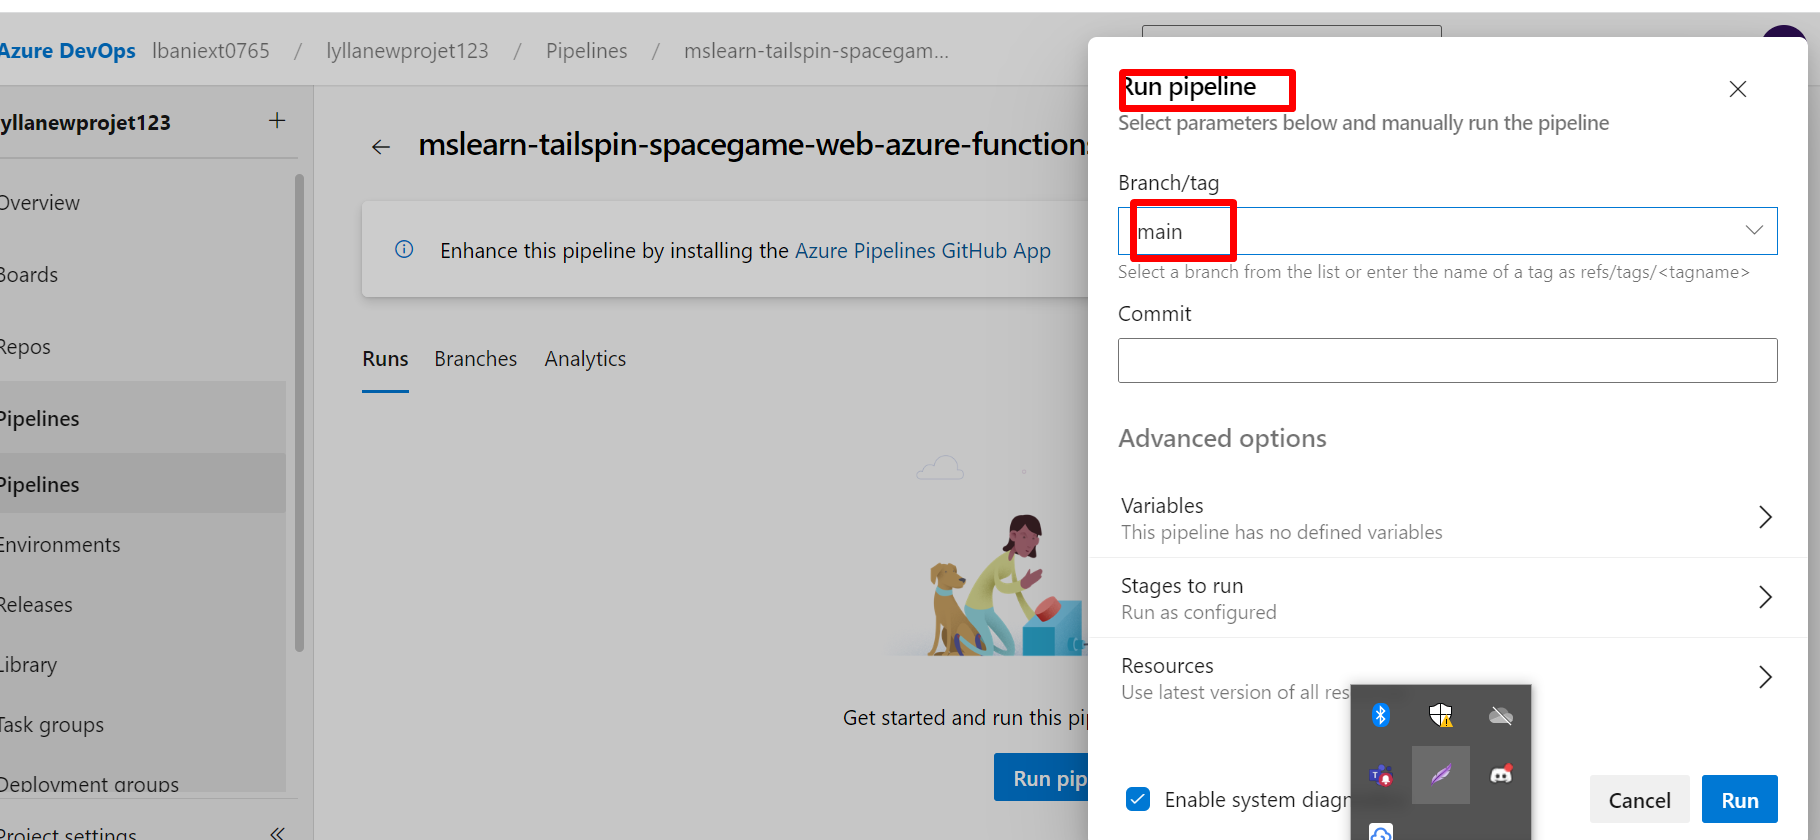 Azure DevOps lbaniext0765 / lyllanewprojet123 / Pipelines / mslearn-tailspin-spacegam...
yllanewprojet123 +
Overview
Boards
Repos
Pipelines
Pipelines
Environments
Releases
Library
Task groups
Deployment groups
Project settings
mslearn-tailspin-spacegame-web-azure-functions
Enhance this pipeline by installing the Azure Pipelines GitHub App
Runs Branches Analytics
Get started and run this pi
Run pip
Run pipeline
Select parameters below and manually run the pipeline
Branch/tag
main
Select a branch from the list or enter the name of a tag as refs/tags/<tagname>
Commit
Advanced options
Variables
This pipeline has no defined variables
Stages to run
Run as configured
Resources
Use latest version of all res
Enable system diagn
Cancel
Run